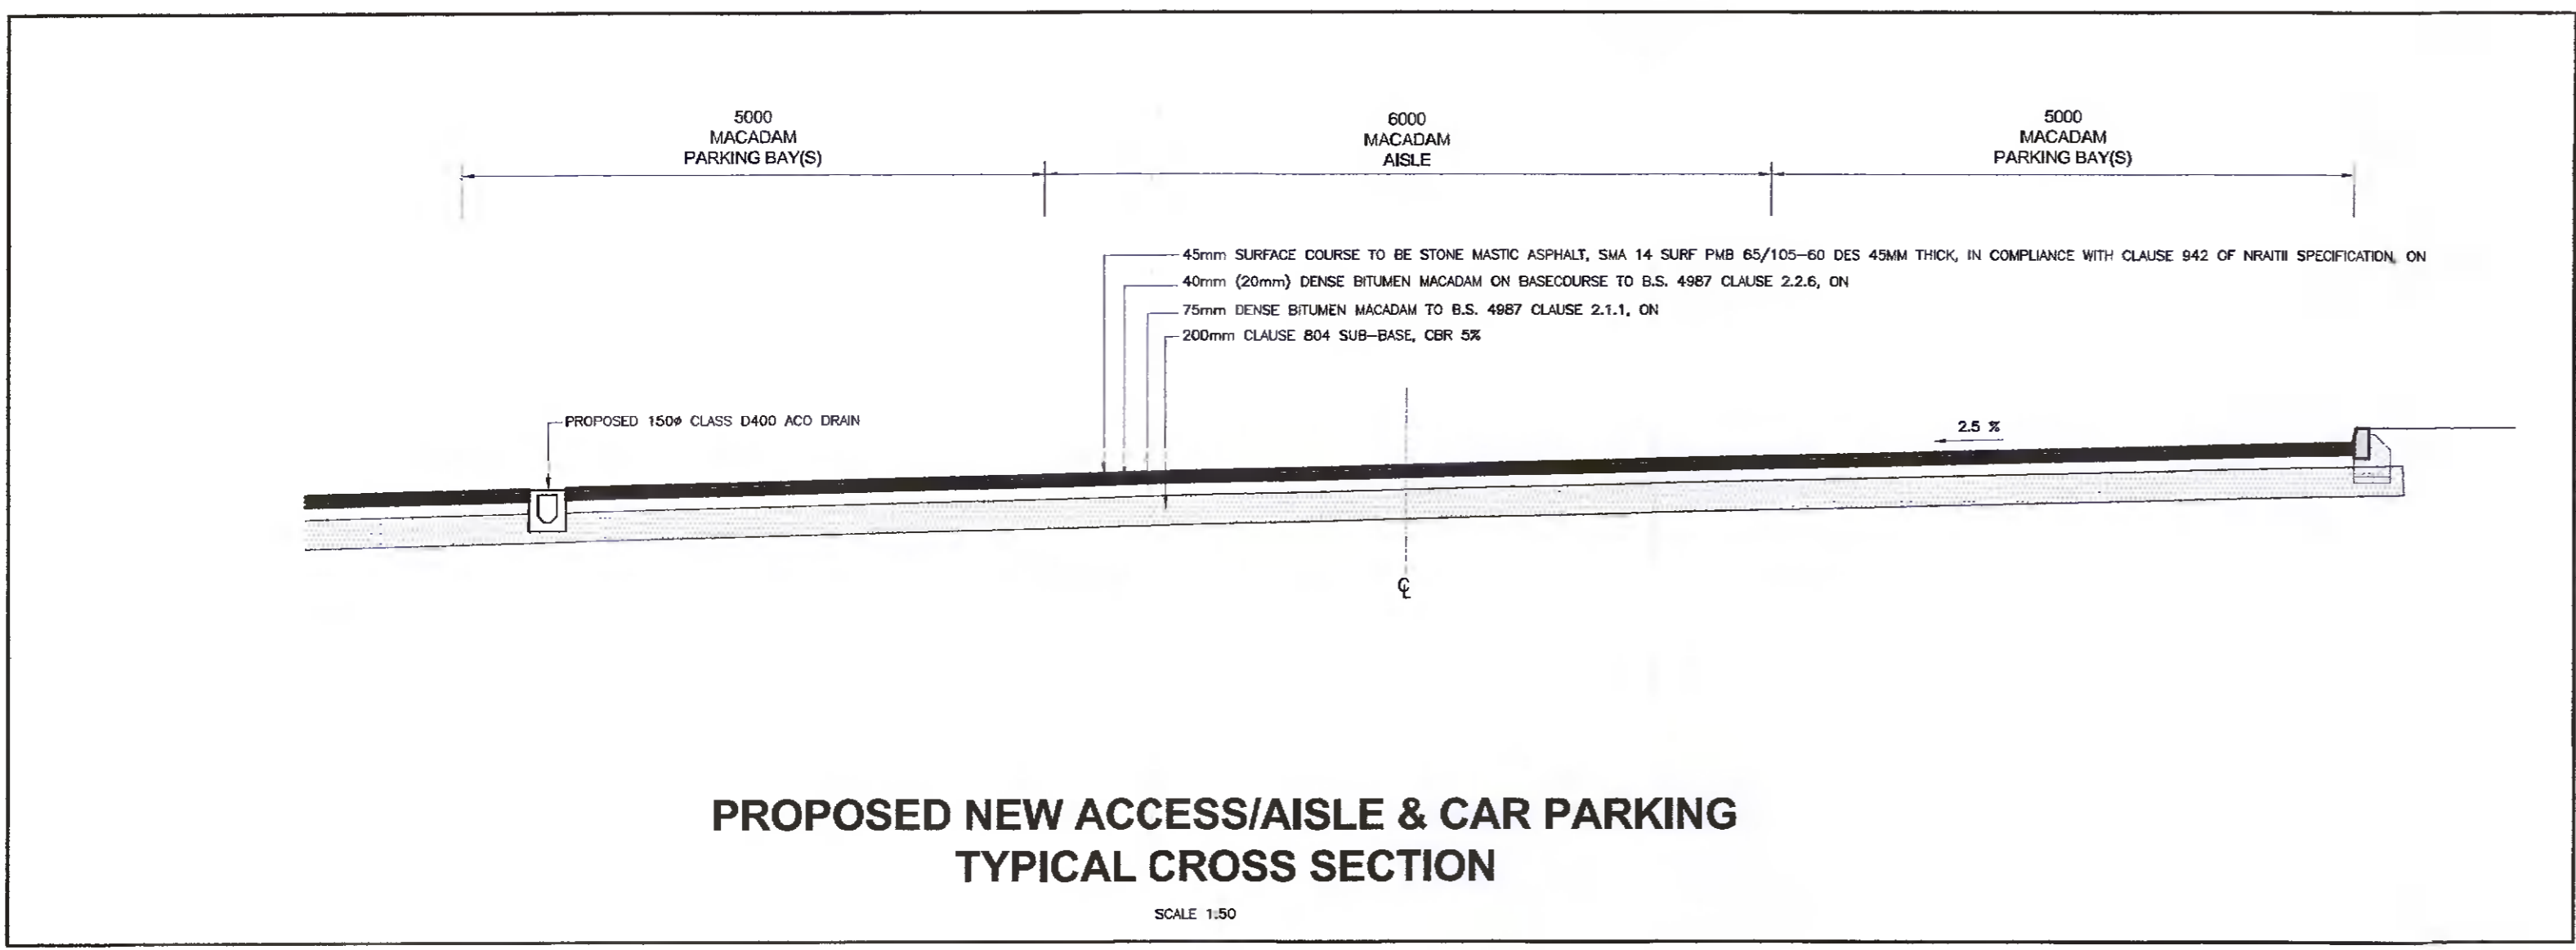 5000
MACADAM
PARKING BAY(S)
6000
MACADAM
AISLE
5000
MACADAM
PARKING BAY(S)
45mm SURFACE COURSE TO BE STONE MASTIC ASPHALT, SMA 14 SURF PMB 65/105-60 DES 45MM THICK, IN COMPLIANCE WITH CLAUSE 942 OF NRAITII SPECIFICATION, ON
40mm (20mm) DENSE BITUMEN MACADAM ON BASECOURSE TO B.S. 4987 CLAUSE 2.2.6, ON
75mm DENSE BITUMEN MACADAM TO B.S. 4987 CLAUSE 2.1.1, ON
200mm CLAUSE 804 SUB-BASE, CBR 5%
PROPOSED 150ø CLASS D400 ACO DRAIN
2.5 %
℄
PROPOSED NEW ACCESS/AISLE & CAR PARKING
TYPICAL CROSS SECTION
SCALE 1:50